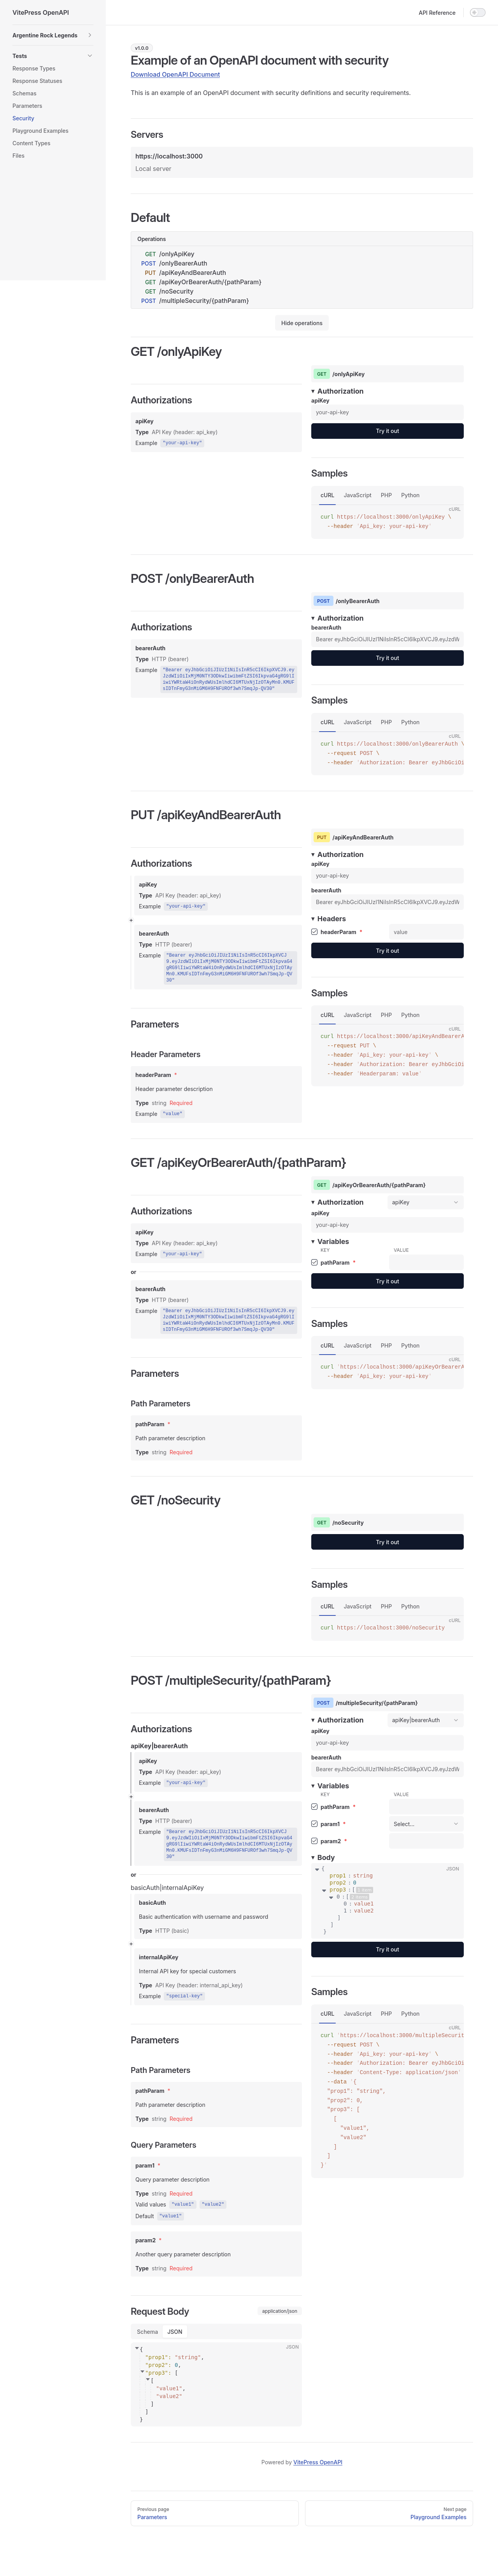 VitePress OpenAPI
API Reference
Argentine Rock Legends
Tests
Response Types
Response Statuses
Schemas
Parameters
Security
Playground Examples
Content Types
Files
v1.0.0
Example of an OpenAPI document with security
Download OpenAPI Document
This is an example of an OpenAPI document with security definitions and security requirements.
Servers
https://localhost:3000
Local server
Default
Operations
GET /onlyApiKey
POST /onlyBearerAuth
PUT /apiKeyAndBearerAuth
GET /apiKeyOrBearerAuth/{pathParam}
GET /noSecurity
POST /multipleSecurity/{pathParam}
Hide operations
GET /onlyApiKey
Authorizations
apiKey
Type API Key (header: api_key)
Example "your-api-key"
GET /onlyApiKey
Authorization
apiKey
your-api-key
Try it out
Samples
cURL JavaScript PHP Python
cURL
curl https://localhost:3000/onlyApiKey \
--header 'Api_key: your-api-key'
POST /onlyBearerAuth
Authorizations
bearerAuth
Type HTTP (bearer)
Example
POST /onlyBearerAuth
Authorization
bearerAuth
Bearer eyJhbGciOiJIUzI1NiIsInR5cCI6IkpXVCJ9.eyJzdW
Try it out
Samples
cURL JavaScript PHP Python
cURL
curl https://localhost:3000/onlyBearerAuth \
--request POST \
--header 'Authorization: Bearer eyJhbGciOi
PUT /apiKeyAndBearerAuth
Authorizations
apiKey
Type API Key (header: api_key)
Example "your-api-key"
+
bearerAuth
Type HTTP (bearer)
Example
Parameters
Header Parameters
headerParam *
Header parameter description
Type string Required
Example "value"
PUT /apiKeyAndBearerAuth
Authorization
apiKey
your-api-key
bearerAuth
Bearer eyJhbGciOiJIUzI1NiIsInR5cCI6IkpXVCJ9.eyJzdW
Headers
headerParam * value
Try it out
Samples
cURL JavaScript PHP Python
cURL
curl https://localhost:3000/apiKeyAndBearerA
--request PUT \
--header 'Api_key: your-api-key' \
--header 'Authorization: Bearer eyJhbGciOi
--header 'Headerparam: value'
GET /apiKeyOrBearerAuth/{pathParam}
Authorizations
apiKey
Type API Key (header: api_key)
Example "your-api-key"
or
bearerAuth
Type HTTP (bearer)
Example
Parameters
Path Parameters
pathParam *
Path parameter description
Type string Required
GET /apiKeyOrBearerAuth/{pathParam}
Authorization apiKey
apiKey
your-api-key
Variables
KEY VALUE
pathParam *
Try it out
Samples
cURL JavaScript PHP Python
cURL
curl 'https://localhost:3000/apiKeyOrBearerA
--header 'Api_key: your-api-key'
GET /noSecurity
GET /noSecurity
Try it out
Samples
cURL JavaScript PHP Python
cURL
curl https://localhost:3000/noSecurity
POST /multipleSecurity/{pathParam}
Authorizations
apiKey|bearerAuth
apiKey
Type API Key (header: api_key)
Example "your-api-key"
+
bearerAuth
Type HTTP (bearer)
Example
or
basicAuth|internalApiKey
basicAuth
Basic authentication with username and password
Type HTTP (basic)
+
internalApiKey
Internal API key for special customers
Type API Key (header: internal_api_key)
Example "special-key"
Parameters
Path Parameters
pathParam *
Path parameter description
Type string Required
Query Parameters
param1 *
Query parameter description
Type string Required
Valid values "value1" "value2"
Default "value1"
param2 *
Another query parameter description
Type string Required
Request Body application/json
Schema JSON
JSON
{
"prop1": "string",
"prop2": 0,
"prop3": [
[
"value1",
"value2"
]
]
}
POST /multipleSecurity/{pathParam}
Authorization apiKey|bearerAuth
apiKey
your-api-key
bearerAuth
Bearer eyJhbGciOiJIUzI1NiIsInR5cCI6IkpXVCJ9.eyJzdW
Variables
KEY VALUE
pathParam *
param1 * Select...
param2 *
Body
JSON
{
prop1 : string
prop2 : 0
prop3 : [
0 : [
0 : value1
1 : value2
]
]
}
Try it out
Samples
cURL JavaScript PHP Python
cURL
curl 'https://localhost:3000/multipleSecurit
--request POST \
--header 'Api_key: your-api-key' \
--header 'Authorization: Bearer eyJhbGciOi
--header 'Content-Type: application/json'
--data '{
"prop1": "string",
"prop2": 0,
"prop3": [
[
"value1",
"value2"
]
]
}'
Powered by VitePress OpenAPI
Previous page
Parameters
Next page
Playground Examples